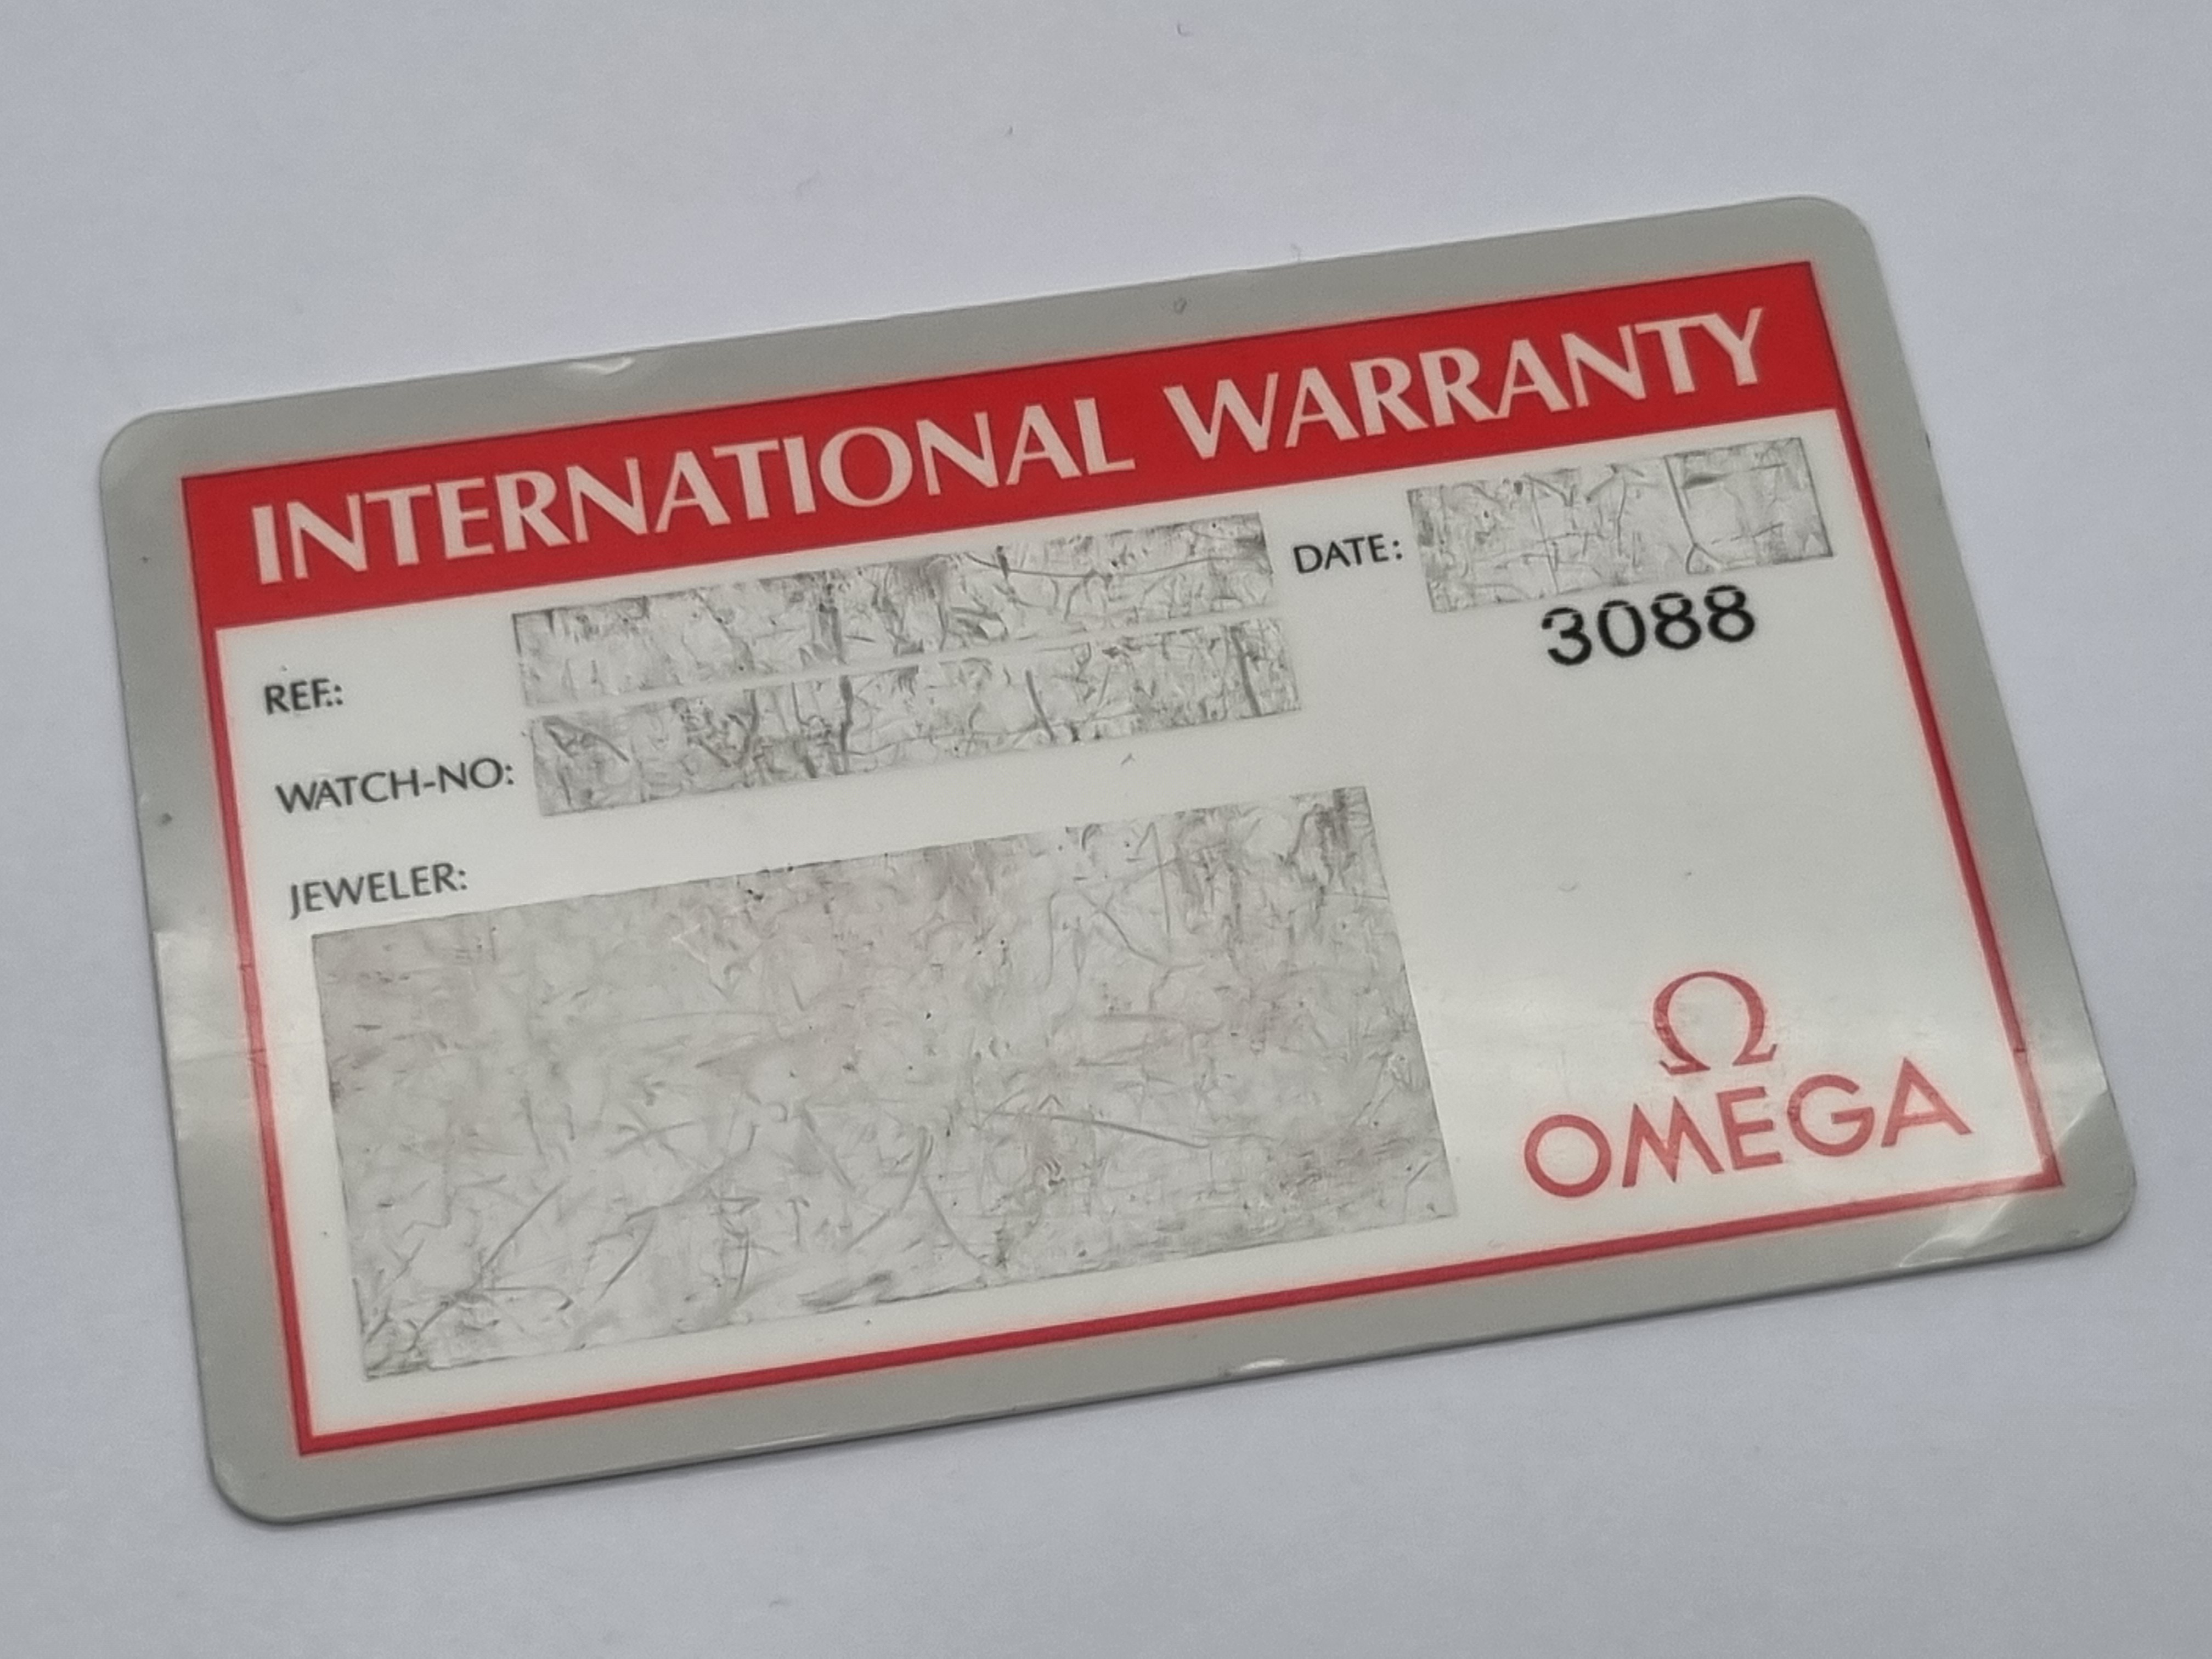 INTERNATIONAL WARRANTY
DATE:
3088
REF.:
WATCH-NO:
JEWELER:
Ω
OMEGA